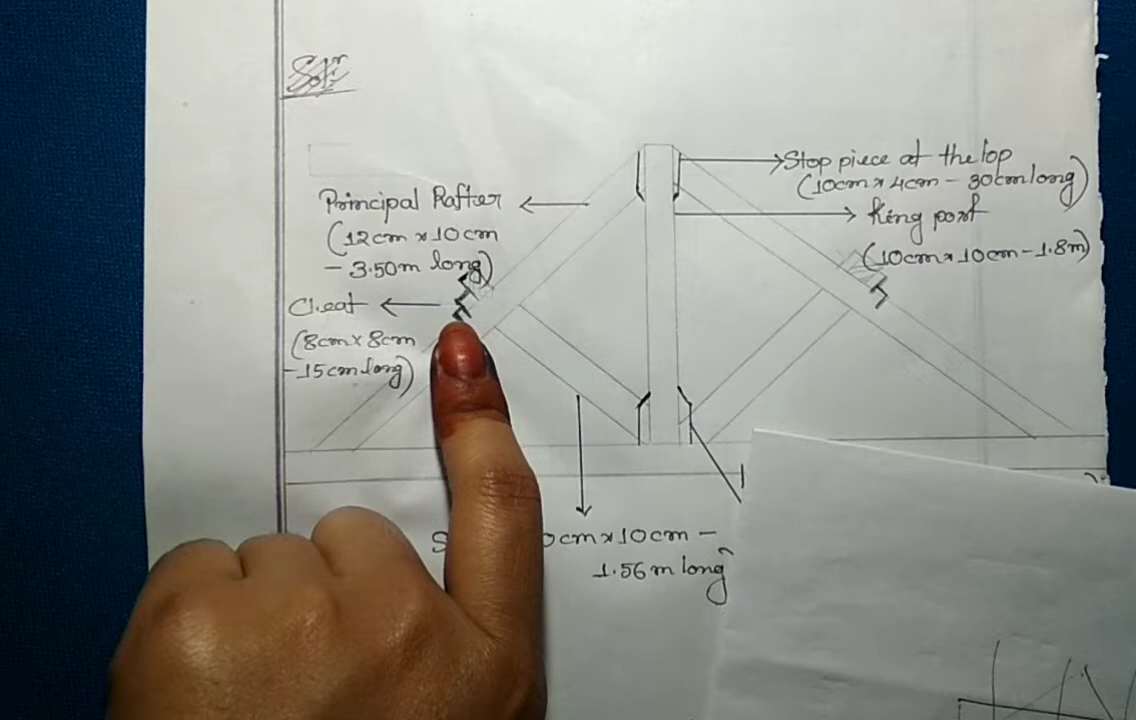 Soln
Principal Rafter
(12cm x 10cm
- 3.50m long)
Cleat
(8cm x 8cm
-15cm long)
Stop piece at the top
(10cm x 4cm - 30cm long)
King post
(10cm x 10cm - 1.8m)
cm x 10cm -
1.56 m long